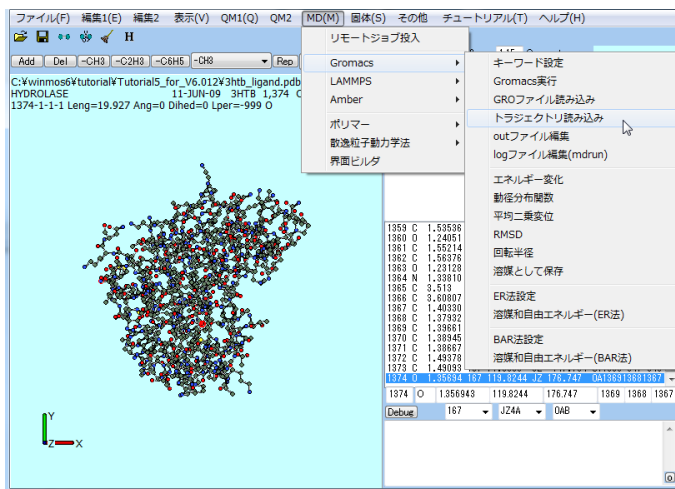 ファイル(F) 編集1(E) 編集2 表示(V) QM1(Q) QM2 MD(M) 固体(S) その他 チュートリアル(T) ヘルプ(H)
H
Add Del -CH3 -C2H3 -C6H5 -CH3 Rep
C:¥winmos6¥tutorial¥Tutorial5_for_V6.012¥3htb_ligand.pdb
HYDROLASE 11-JUN-09 3HTB 1,374
1374-1-1-1 Leng=19.927 Ang=0 Dihed=0 Lper=-999 O
リモートジョブ投入
Gromacs
LAMMPS
Amber
ポリマー
散逸粒子動力学法
界面ビルダ
キーワード設定
Gromacs実行
GROファイル読み込み
トラジェクトリ読み込み
outファイル編集
logファイル編集(mdrun)
エネルギー変化
動径分布関数
平均二乗変位
RMSD
回転半径
溶媒として保存
ER法設定
溶媒和自由エネルギー(ER法)
BAR法設定
溶媒和自由エネルギー(BAR法)
1359 C 1.53536
1360 O 1.24051
1361 C 1.55214
1362 C 1.56376
1363 O 1.23128
1364 N 1.33810
1365 C 3.513
1366 C 3.60807
1367 C 1.40330
1368 C 1.37932
1369 C 1.39661
1370 C 1.38945
1371 C 1.38667
1372 C 1.49378
1373 C 1.49093
1374 O 1.35694 167 119.8244 JZ 176.747 OA136913681367
1374 O 1.356943 119.8244 176.747 1369 1368 1367
Debug 167 JZ4A OAB
Y
Z X